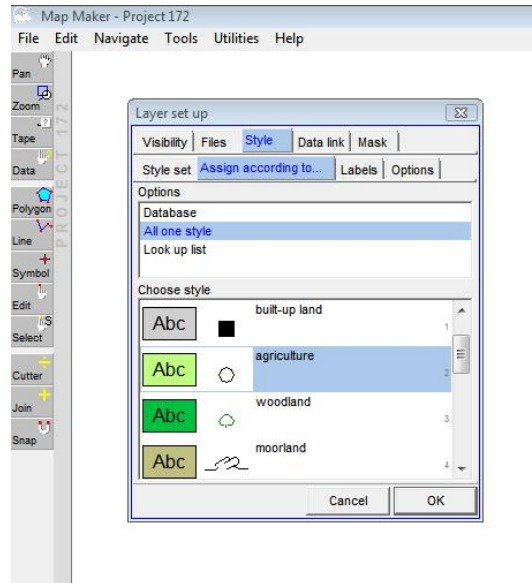 Map Maker - Project 172
File Edit Navigate Tools Utilities Help
Pan
Zoom
Tape
Data
Polygon
Line
Symbol
Edit
Select
Cutter
Join
Snap
PROJECT 172
Layer set up
Visibility Files Style Data link Mask
Style set Assign according to... Labels Options
Options
Database
All one style
Look up list
Choose style
Abc built-up land 1
Abc agriculture 2
Abc woodland 3
Abc moorland 4
Cancel OK